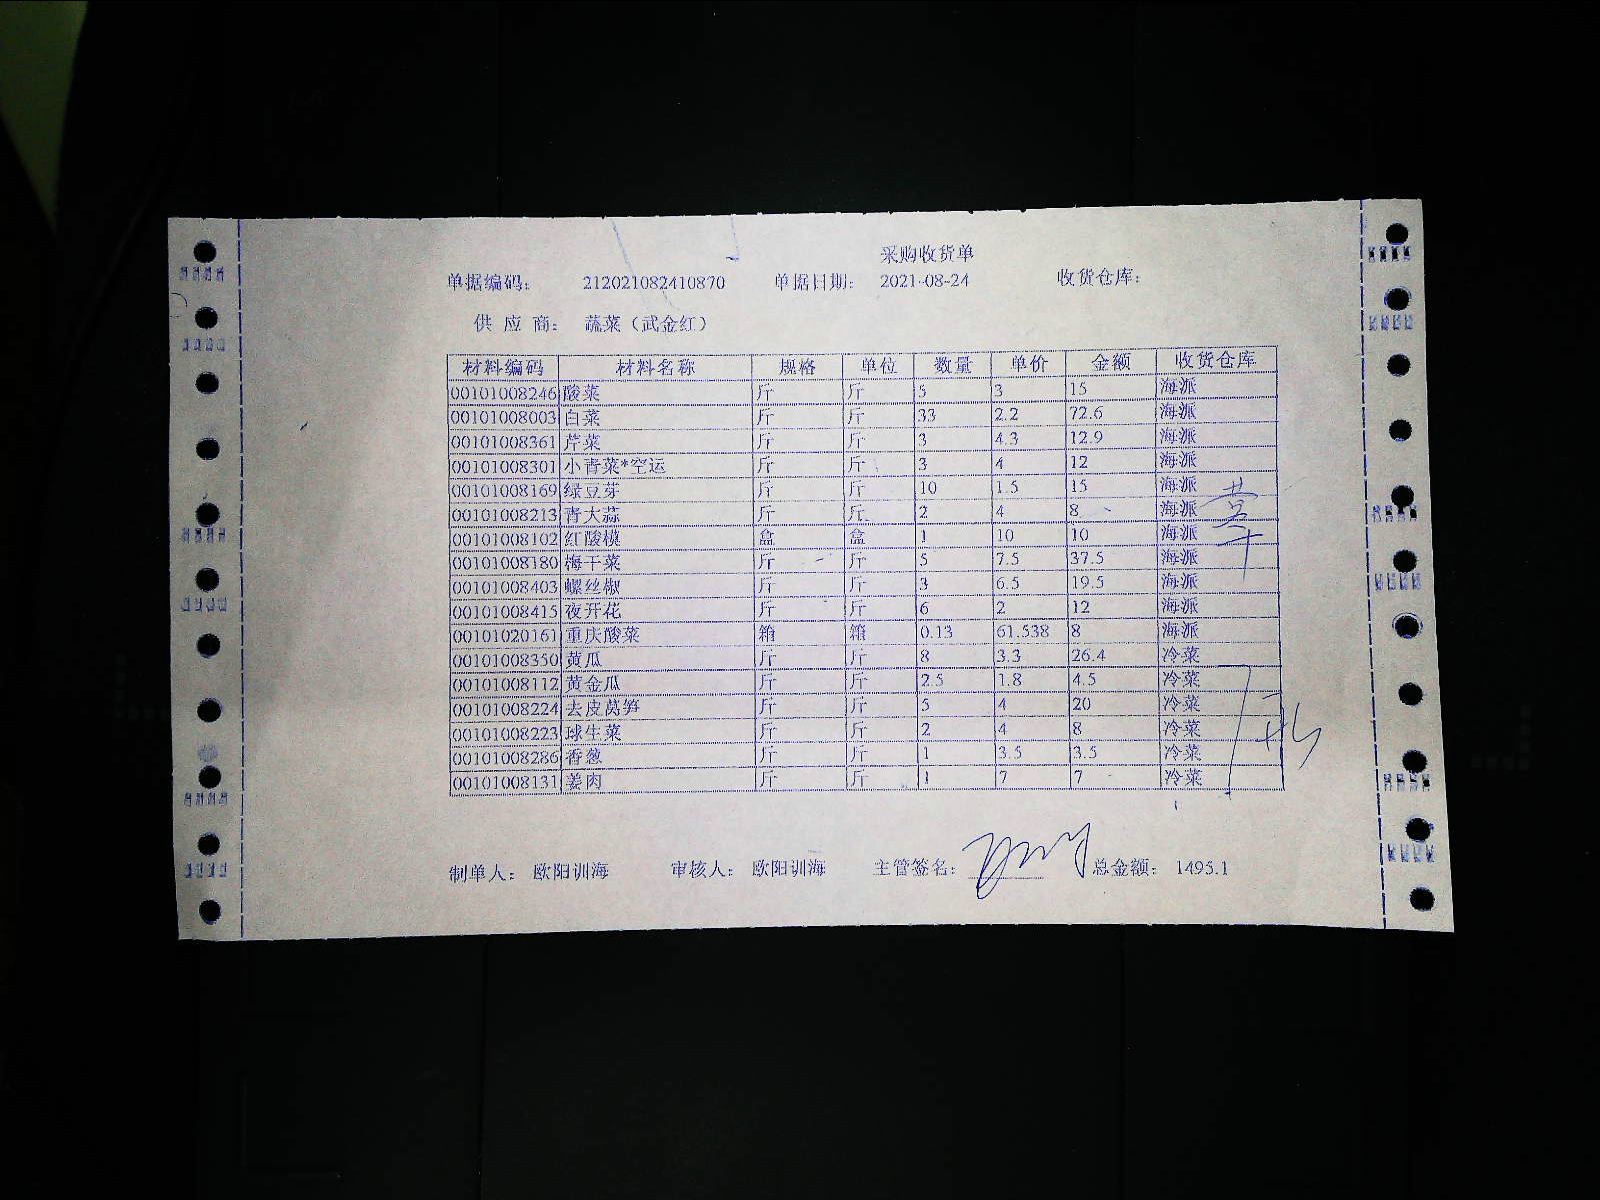 采购收货单
单据编码： 212021082410870 单据日期： 2021-08-24 收货仓库：
供 应 商： 蔬菜（武金红）
材料编码 材料名称 规格 单位 数量 单价 金额 收货仓库
00101008246 酸菜 斤 斤 5 3 15 海派
00101008003 白菜 斤 斤 33 2.2 72.6 海派
00101008361 芹菜 斤 斤 3 4.3 12.9 海派
00101008301 小青菜*空运 斤 斤 3 4 12 海派
00101008169 绿豆芽 斤 斤 10 1.5 15 海派
00101008213 青大蒜 斤 斤 2 4 8 海派
00101008102 红酸模 盒 盒 1 10 10 海派
00101008180 梅干菜 斤 斤 5 7.5 37.5 海派
00101008403 螺丝椒 斤 斤 3 6.5 19.5 海派
00101008415 夜开花 斤 斤 6 2 12 海派
00101020161 重庆酸菜 箱 箱 0.13 61.538 8 海派
00101008350 黄瓜 斤 斤 8 3.3 26.4 冷菜
00101008112 黄金瓜 斤 斤 2.5 1.8 4.5 冷菜
00101008224 去皮莴笋 斤 斤 5 4 20 冷菜
00101008223 球生菜 斤 斤 2 4 8 冷菜
00101008286 香葱 斤 斤 1 3.5 3.5 冷菜
00101008131 姜肉 斤 斤 1 7 7 冷菜
制单人： 欧阳训海 审核人： 欧阳训海 主管签名： 总金额： 1493.1